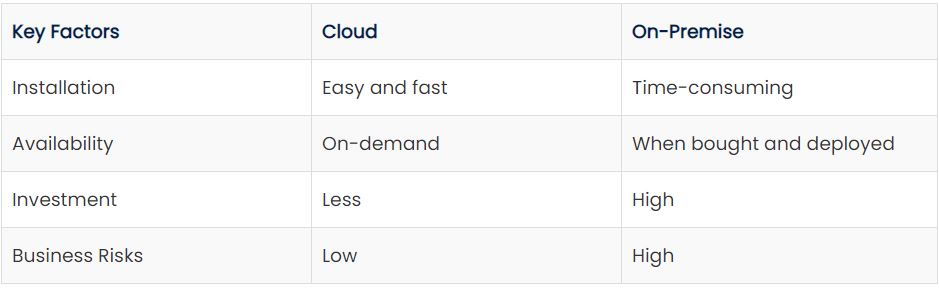 Key Factors Cloud On-Premise
Installation Easy and fast Time-consuming
Availability On-demand When bought and deployed
Investment Less High
Business Risks Low High